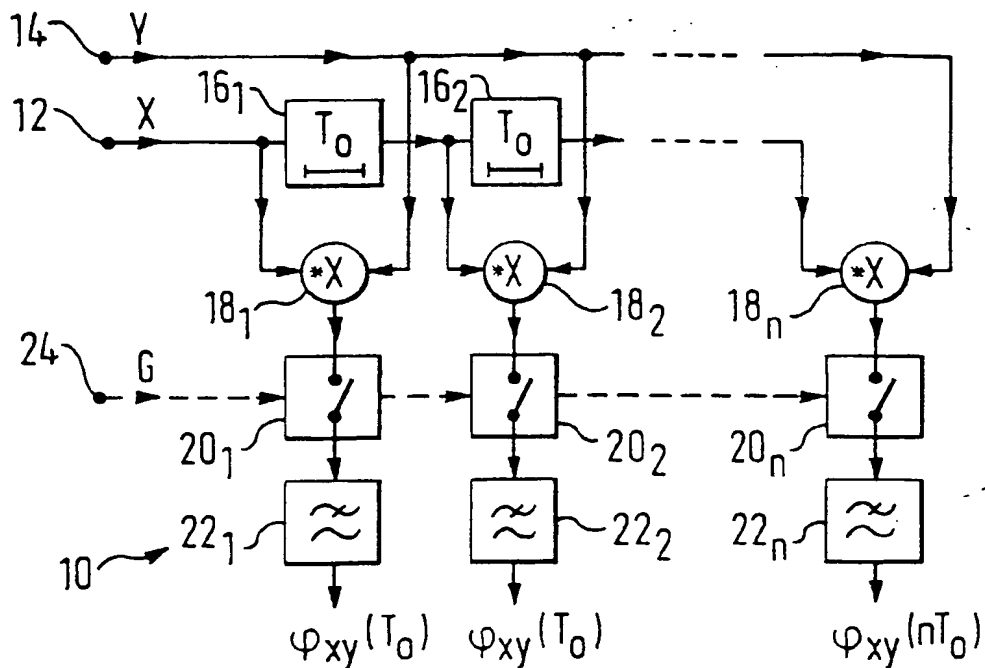 14 Y
16₁ 16₂
12 X T₀ T₀
*X *X *X
18₁ 18₂ 18ₙ
24 G
20₁ 20₂ 20ₙ
22₁ 22₂ 22ₙ
10
φxy(T₀) φxy(T₀) φxy(nT₀)